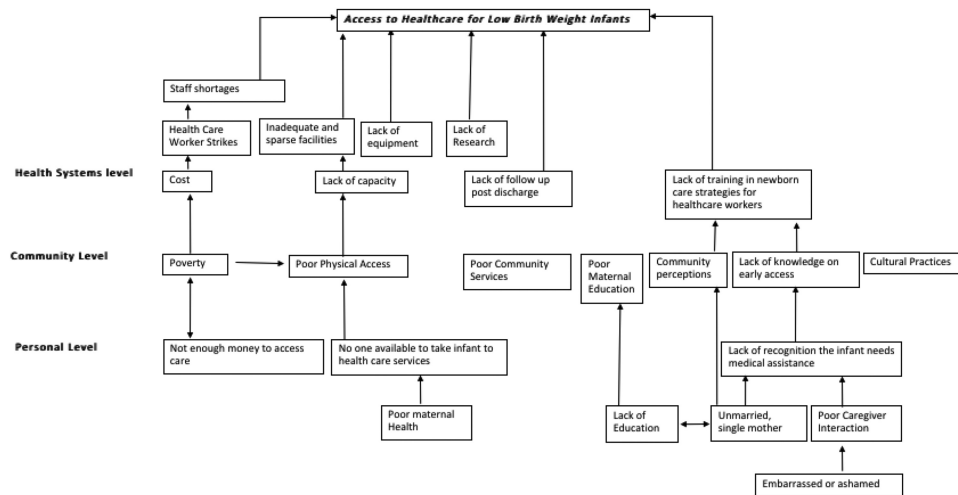 Access to Healthcare for Low Birth Weight Infants
Staff shortages
Health Care
Worker Strikes
Inadequate and
sparse facilities
Lack of
equipment
Lack of
Research
Health Systems level
Cost
Lack of capacity
Lack of follow up
post discharge
Lack of training in newborn
care strategies for
healthcare workers
Community Level
Poverty
Poor Physical Access
Poor Community
Services
Poor
Maternal
Education
Community
perceptions
Lack of knowledge on
early access
Cultural Practices
Personal Level
Not enough money to access
care
No one available to take infant to
health care services
Lack of recognition the infant needs
medical assistance
Poor maternal
Health
Lack of
Education
Unmarried,
single mother
Poor Caregiver
Interaction
Embarrassed or ashamed